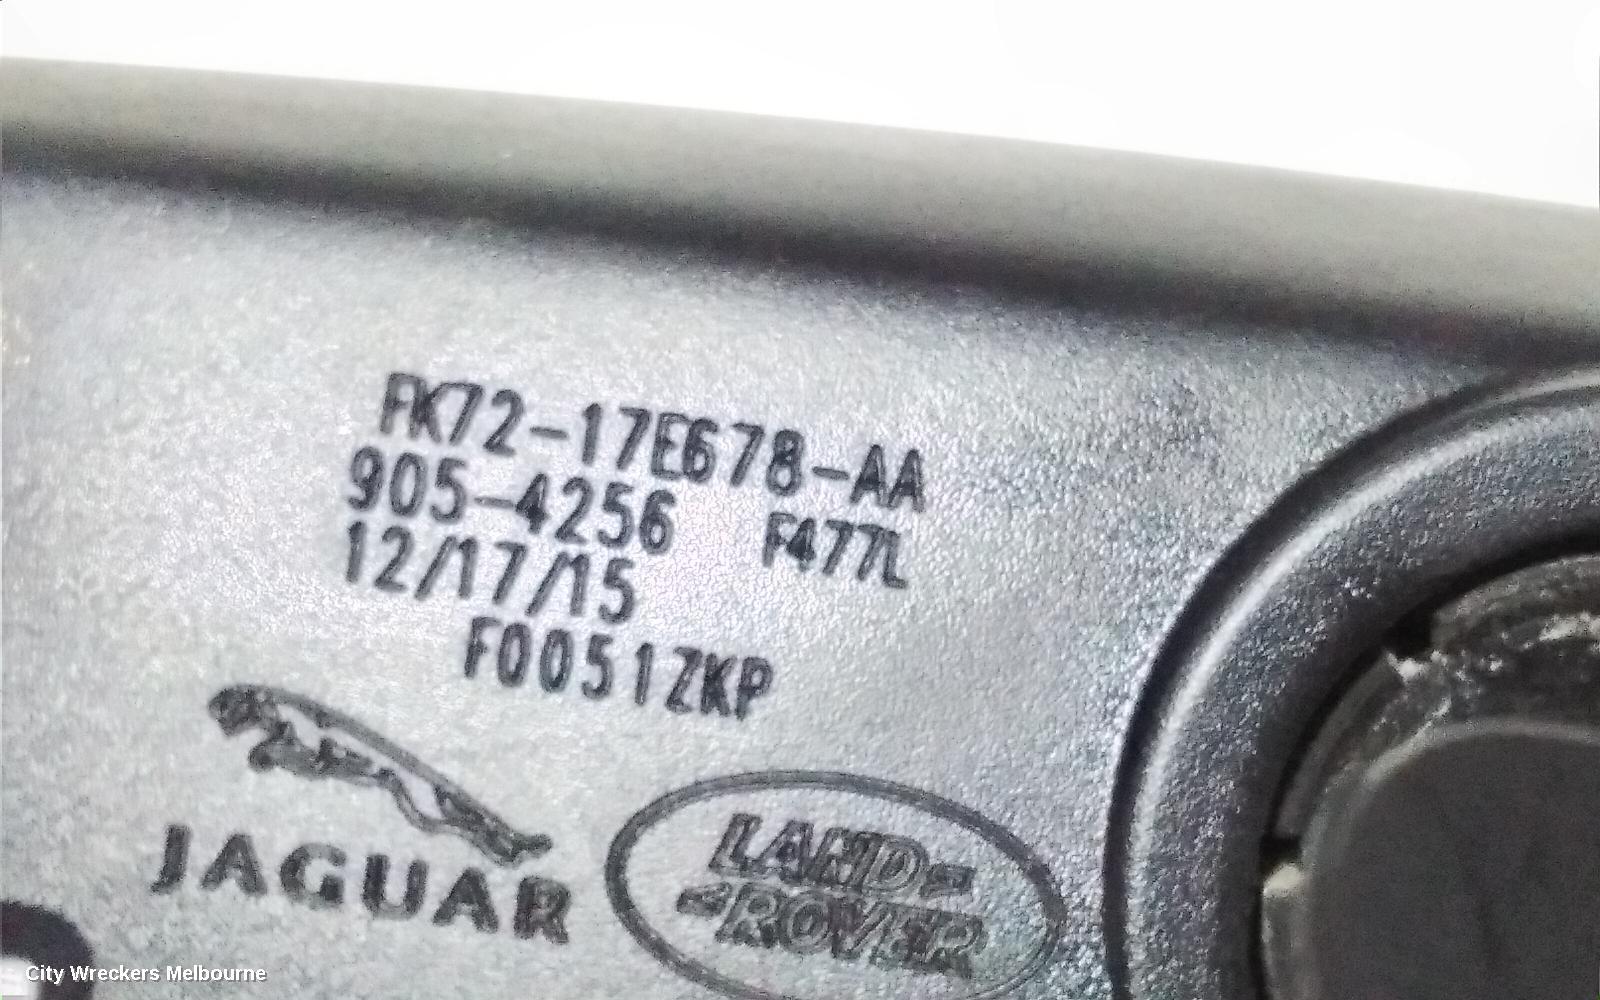 FK72-17E678-AA
905-4256 F477L
12/17/15
F0051ZKP
JAGUAR
LAND-
-ROVER
City Wreckers Melbourne